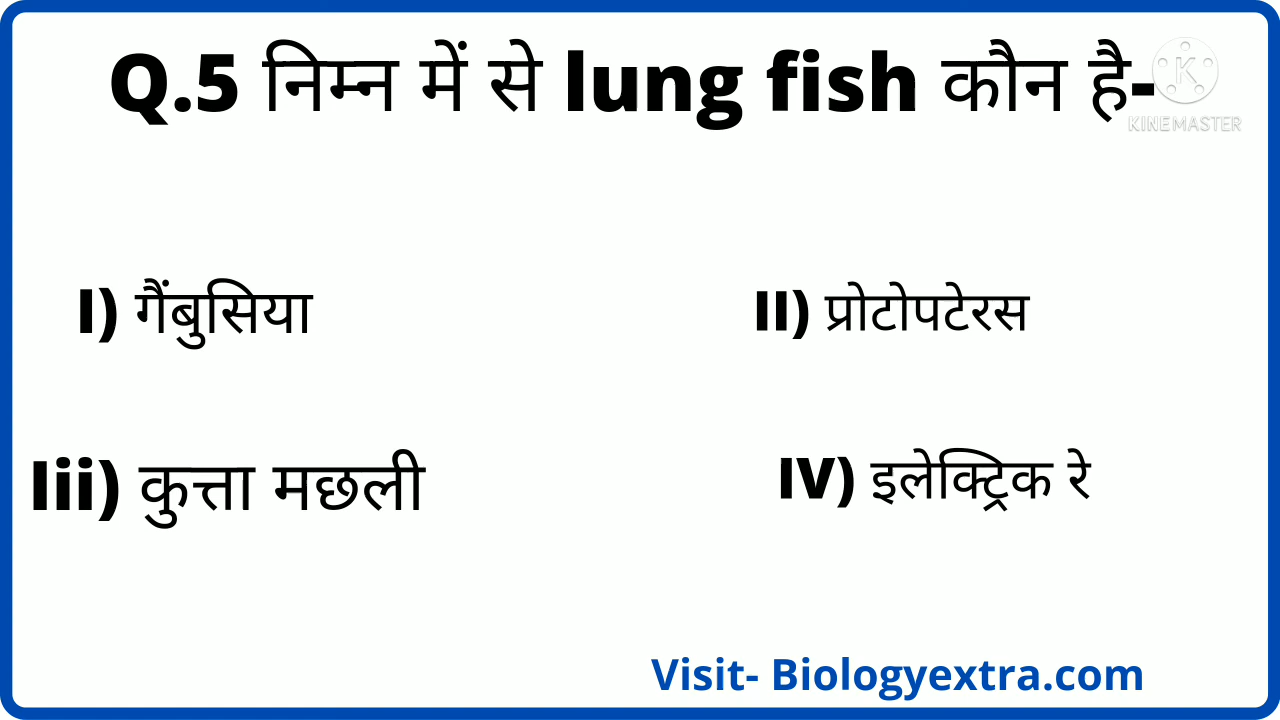 Q.5 निम्न में से lung fish कौन है-
KINEMASTER
I) गैंबुसिया
II) प्रोटोपटेरस
Iii) कुत्ता मछली
IV) इलेक्ट्रिक रे
Visit- Biologyextra.com